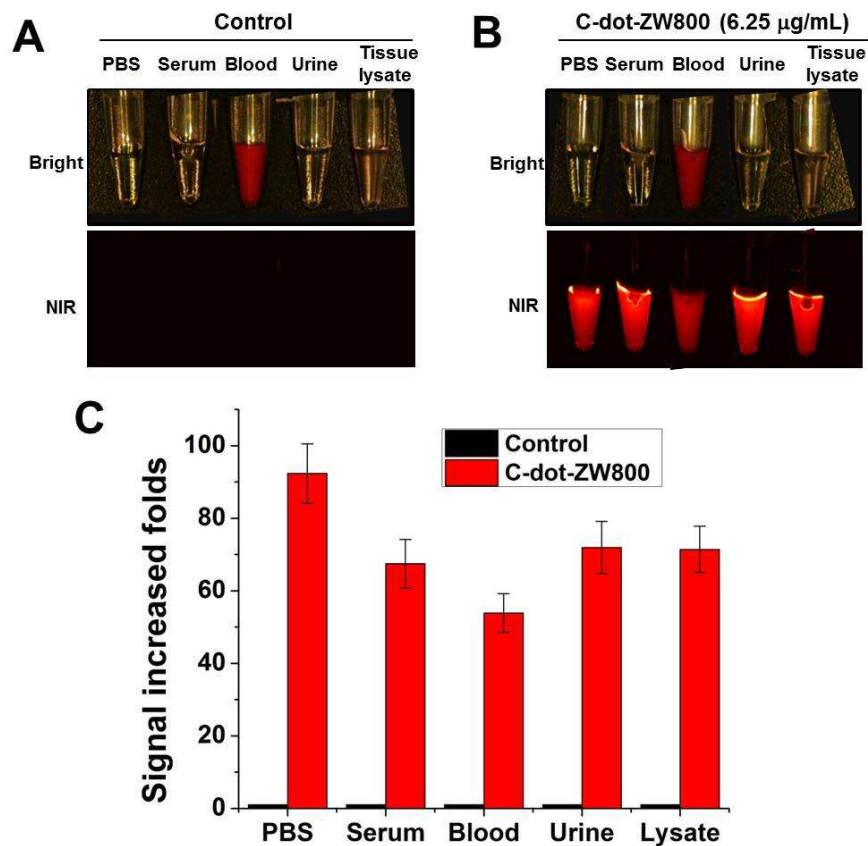 A
Control
PBS Serum Blood Urine Tissue
lysate
Bright
NIR
B
C-dot-ZW800 (6.25 μg/mL)
PBS Serum Blood Urine Tissue
lysate
Bright
NIR
C
Control
C-dot-ZW800
Signal increased folds
100
80
60
40
20
0
PBS Serum Blood Urine Lysate